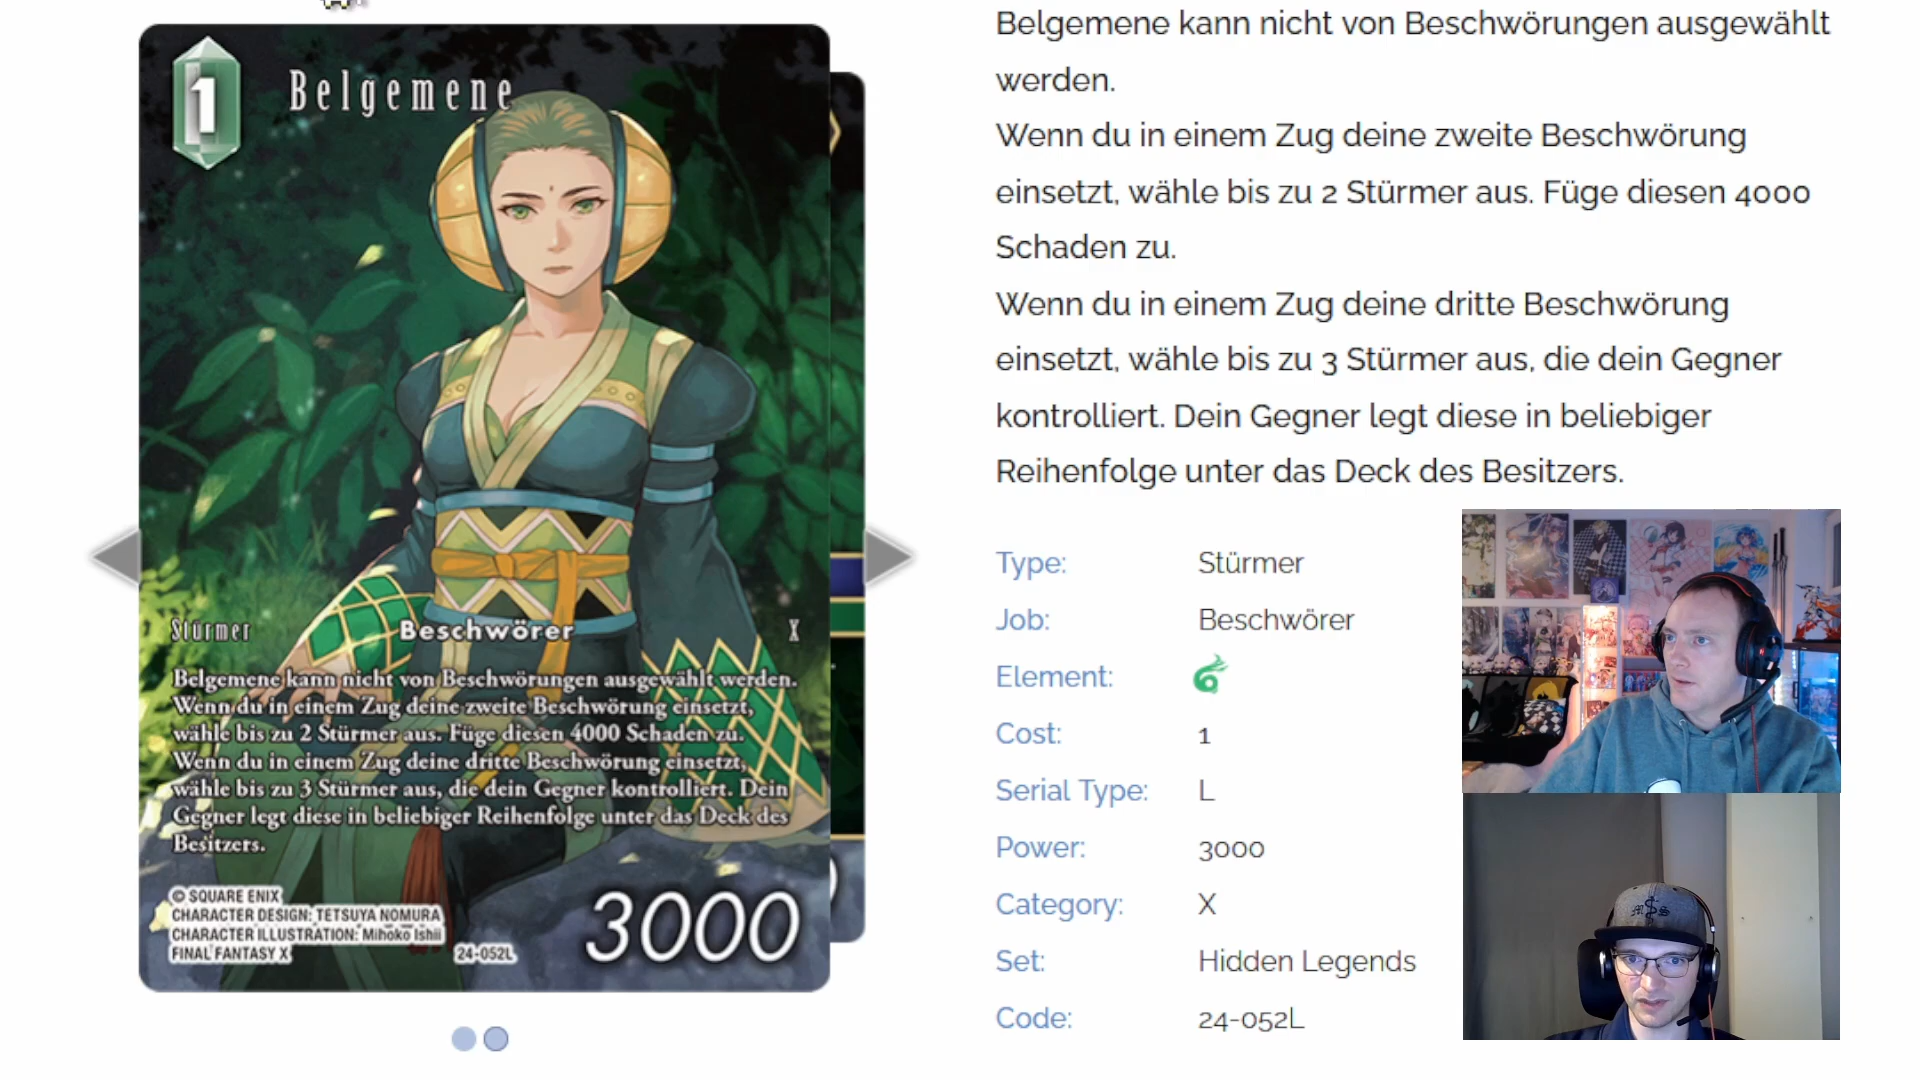 1
Belgemene
Stürmer
Beschwörer
X
Belgemene kann nicht von Beschwörungen ausgewählt werden.
Wenn du in einem Zug deine zweite Beschwörung einsetzt,
wähle bis zu 2 Stürmer aus. Füge diesen 4000 Schaden zu.
Wenn du in einem Zug deine dritte Beschwörung einsetzt,
wähle bis zu 3 Stürmer aus, die dein Gegner kontrolliert. Dein
Gegner legt diese in beliebiger Reihenfolge unter das Deck des
Besitzers.
© SQUARE ENIX
CHARACTER DESIGN: TETSUYA NOMURA
CHARACTER ILLUSTRATION: Mihoko Ishii
FINAL FANTASY X
24-052L
3000
Belgemene kann nicht von Beschwörungen ausgewählt
werden.
Wenn du in einem Zug deine zweite Beschwörung
einsetzt, wähle bis zu 2 Stürmer aus. Füge diesen 4000
Schaden zu.
Wenn du in einem Zug deine dritte Beschwörung
einsetzt, wähle bis zu 3 Stürmer aus, die dein Gegner
kontrolliert. Dein Gegner legt diese in beliebiger
Reihenfolge unter das Deck des Besitzers.
Type: Stürmer
Job: Beschwörer
Element:
Cost: 1
Serial Type: L
Power: 3000
Category: X
Set: Hidden Legends
Code: 24-052L